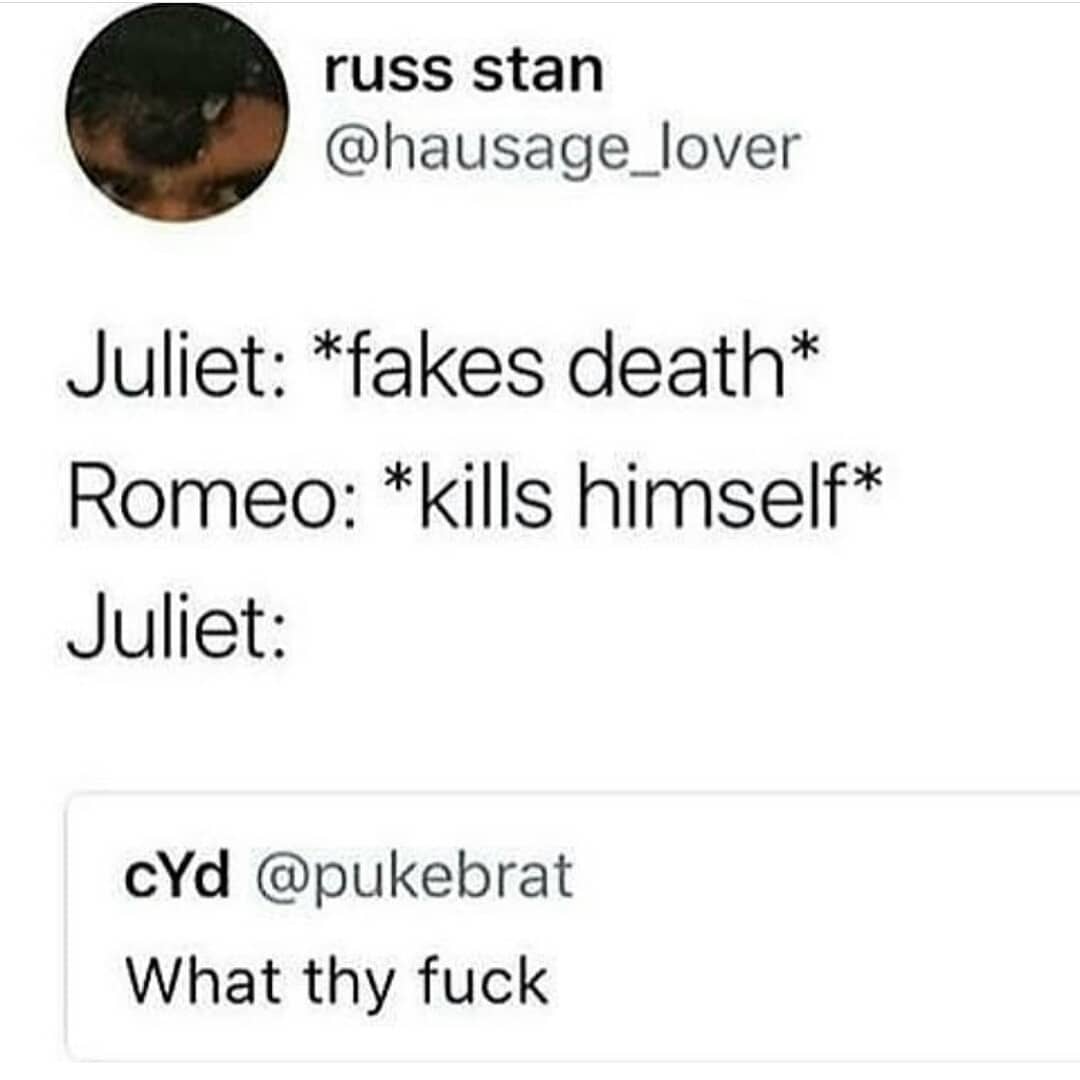 russ stan
@hausage_lover
Juliet: *fakes death*
Romeo: *kills himself*
Juliet:
cYd @pukebrat
What thy fuck